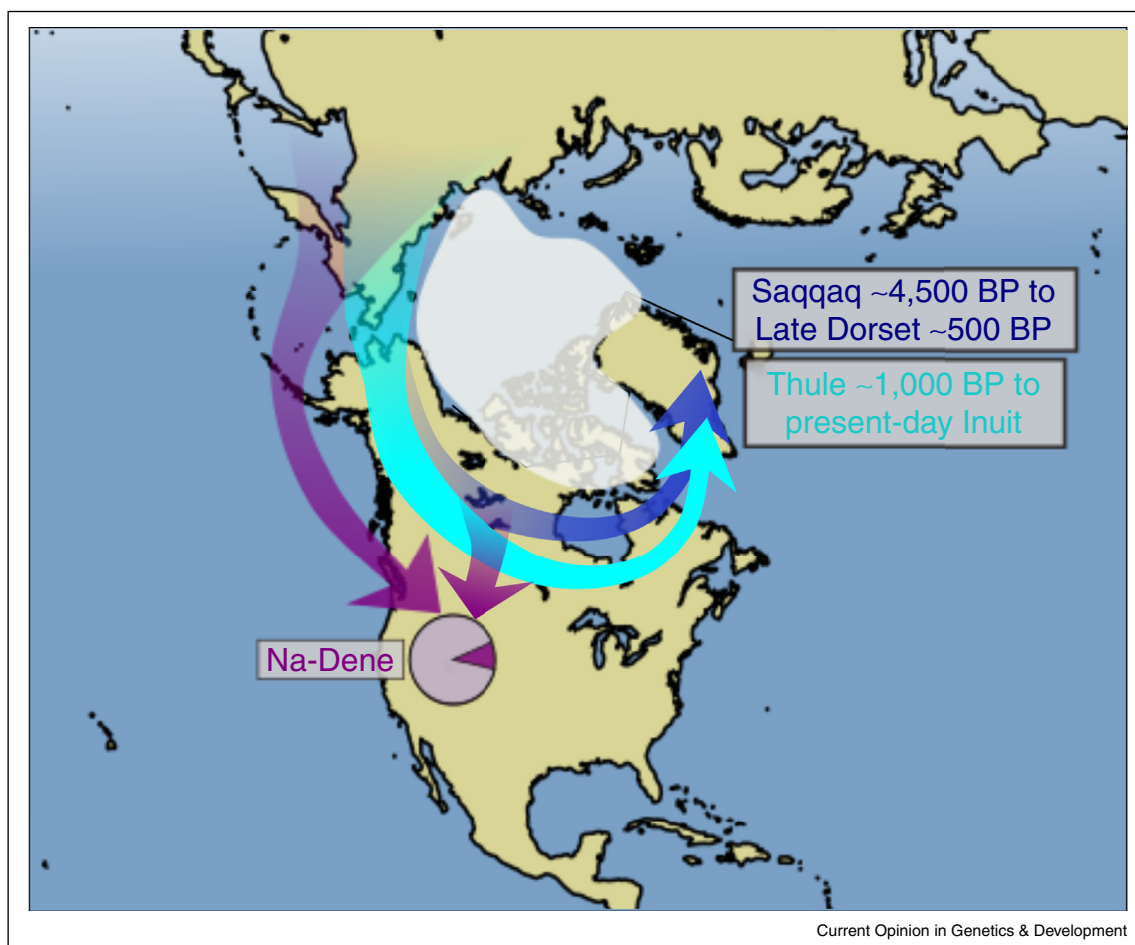 Saqqaq ~4,500 BP to
Late Dorset ~500 BP
Thule ~1,000 BP to
present-day Inuit
Na-Dene
Current Opinion in Genetics & Development